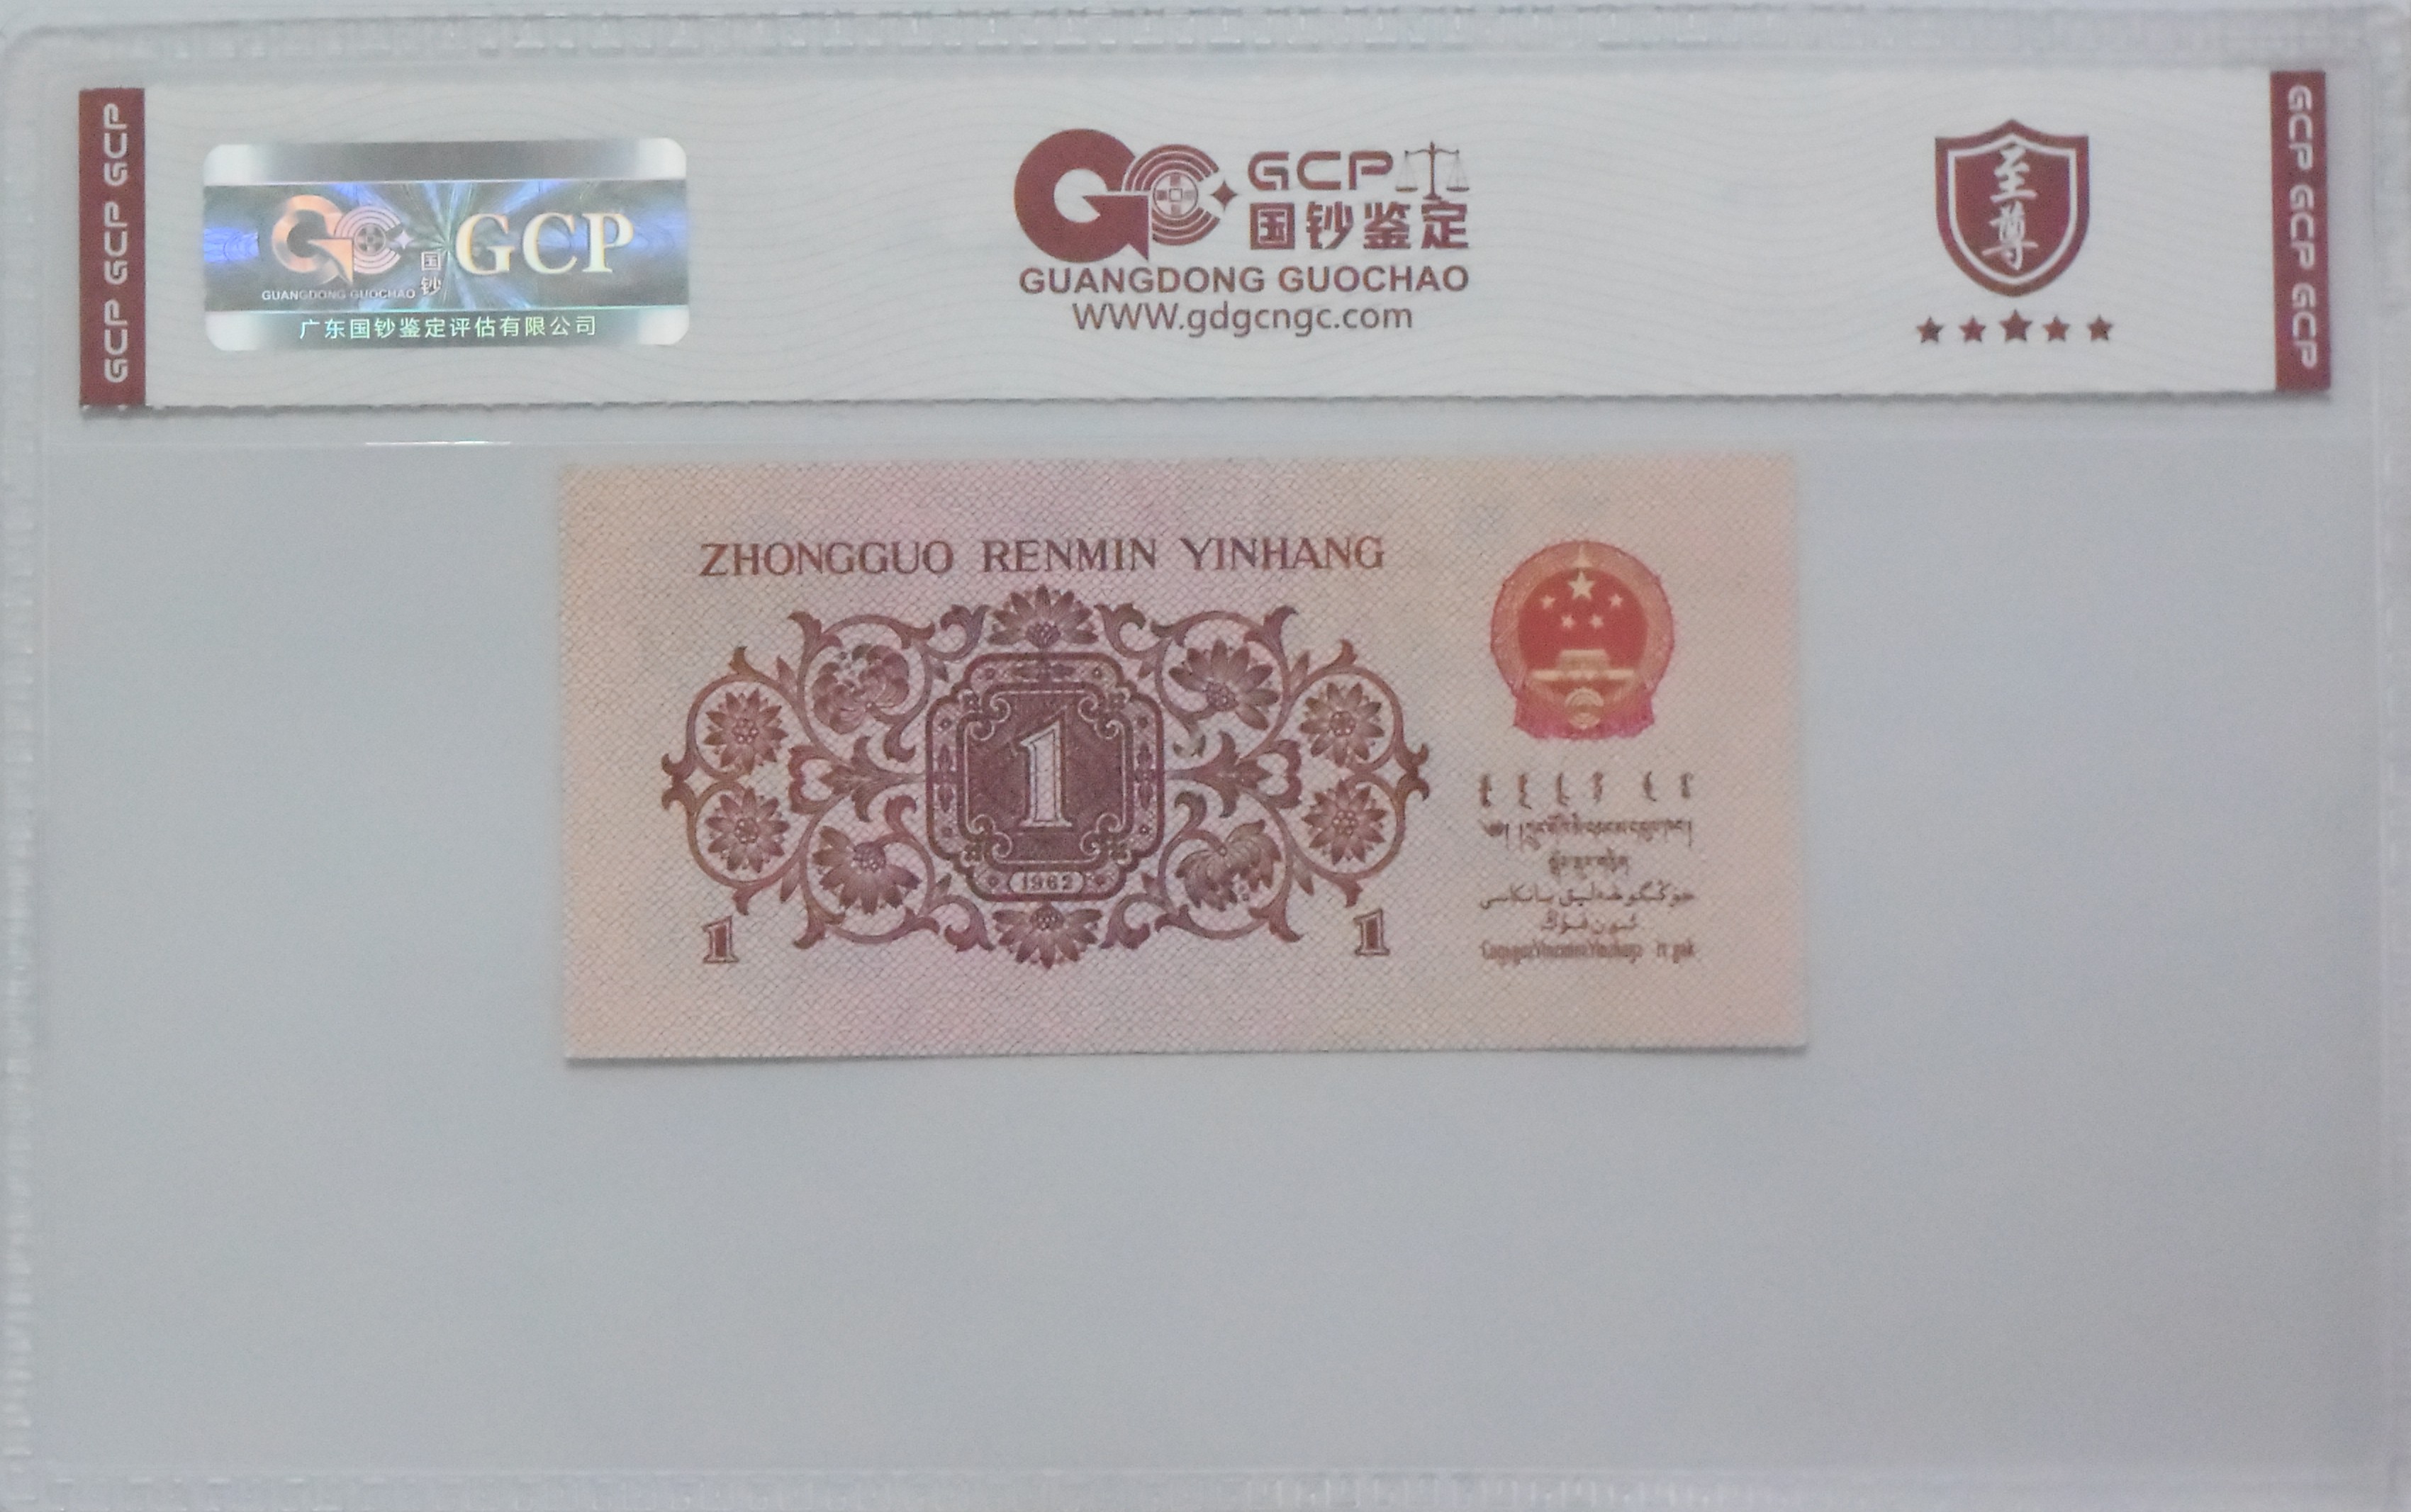 GCP GCP GCP
GCP
国钞
GUANGDONG GUOCHAO
广东国钞鉴定评估有限公司
GCP
国钞鉴定
GUANGDONG GUOCHAO
WWW.gdgcngc.com
至尊
GCP GCP GCP
ZHONGGUO RENMIN YINHANG
1
1962
1
1